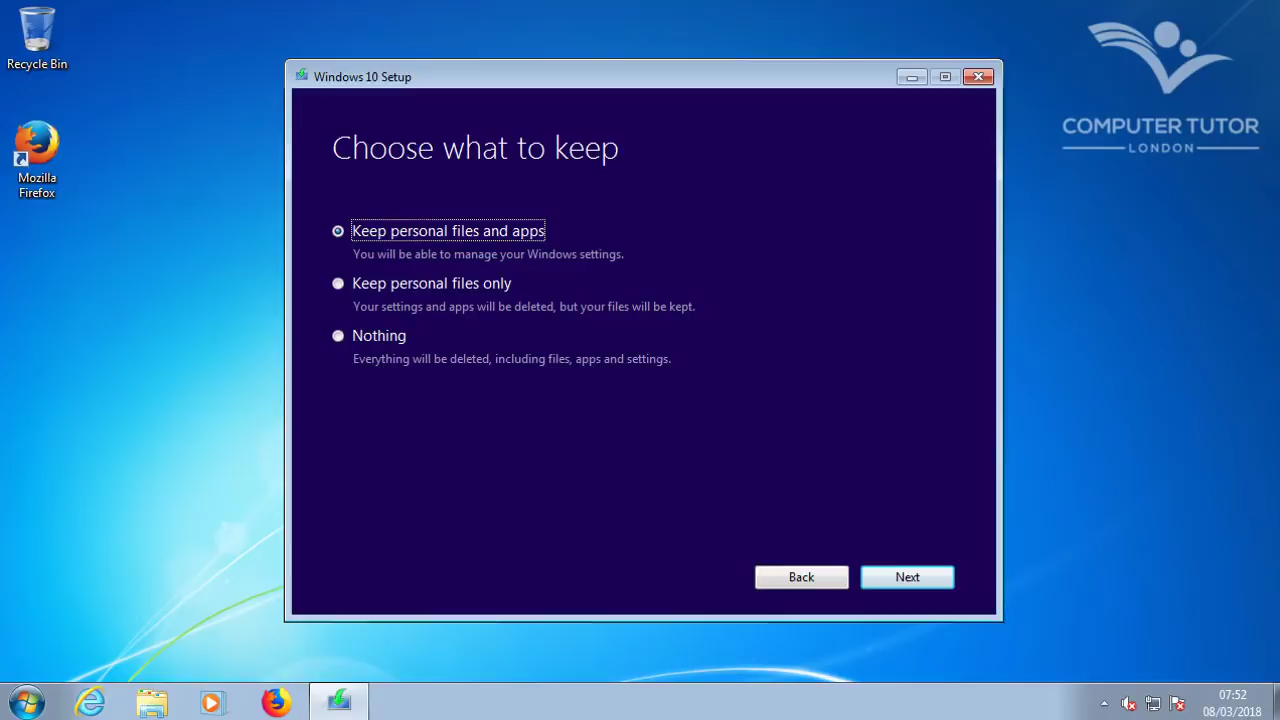 Recycle Bin
Mozilla
Firefox
Windows 10 Setup
Choose what to keep
Keep personal files and apps
You will be able to manage your Windows settings.
Keep personal files only
Your settings and apps will be deleted, but your files will be kept.
Nothing
Everything will be deleted, including files, apps and settings.
Back
Next
COMPUTER TUTOR
LONDON
07:52
08/03/2018